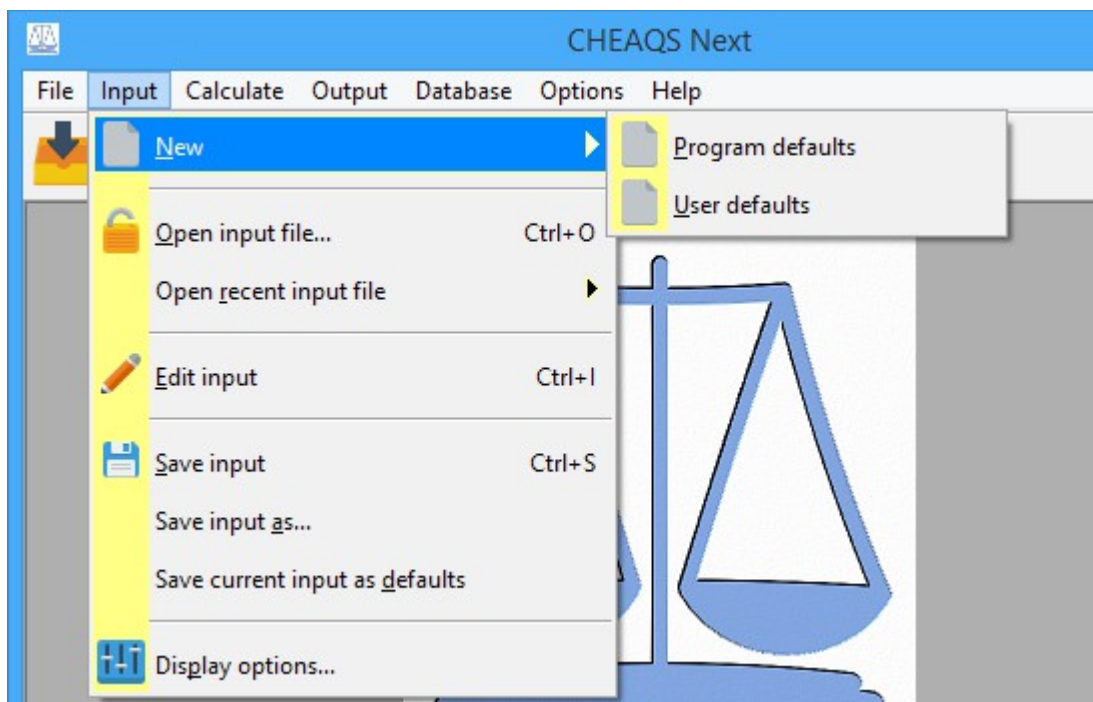 CHEAQS Next
File Input Calculate Output Database Options Help
New
Program defaults
User defaults
Open input file... Ctrl+O
Open recent input file
Edit input Ctrl+I
Save input Ctrl+S
Save input as...
Save current input as defaults
Display options...